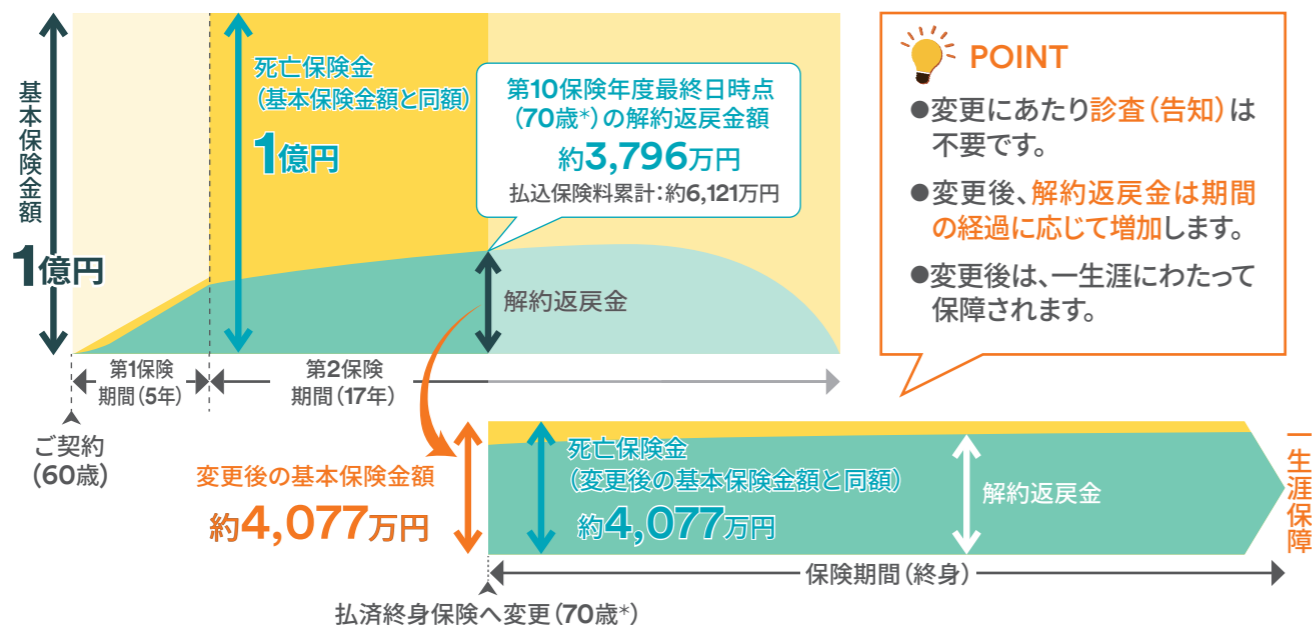 基本保険金額
1億円
死亡保険金
（基本保険金額と同額）
1億円
第10保険年度最終日時点
（70歳*）の解約返戻金額
約3,796万円
払込保険料累計：約6,121万円
解約返戻金
第1保険
期間（5年）
第2保険
期間（17年）
ご契約
（60歳）
POINT
●変更にあたり診査（告知）は
不要です。
●変更後、解約返戻金は期間
の経過に応じて増加します。
●変更後は、一生涯にわたって
保障されます。
変更後の基本保険金額
約4,077万円
死亡保険金
（変更後の基本保険金額と同額）
約4,077万円
解約返戻金
一生涯保障
保険期間（終身）
払済終身保険へ変更（70歳*）